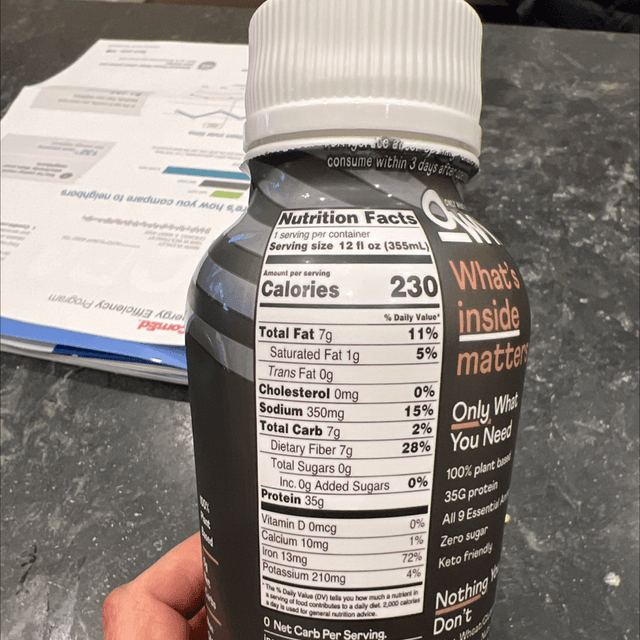 consume within 3 days after
Nutrition Facts
1 serving per container
Serving size 12 fl oz (355mL)
Amount per serving
Calories 230
% Daily Value*
Total Fat 7g 11%
Saturated Fat 1g 5%
Trans Fat 0g
Cholesterol 0mg 0%
Sodium 350mg 15%
Total Carb 7g 2%
Dietary Fiber 7g 28%
Total Sugars 0g
Inc. 0g Added Sugars 0%
Protein 35g
Vitamin D 0mcg 0%
Calcium 10mg 1%
Iron 13mg 72%
Potassium 210mg 4%
*The % Daily Value (DV) tells you how much a nutrient in
a serving of food contributes to a daily diet. 2,000 calories
a day is used for general nutrition advice.
0 Net Carb Per Serving.
What's
inside
matters
Only What
You Need
100% plant based
35G protein
All 9 Essential
Zero sugar
Keto friendly
Nothing
Don't
here's how you compare to neighbors
Energy Efficiency Program
ComEd